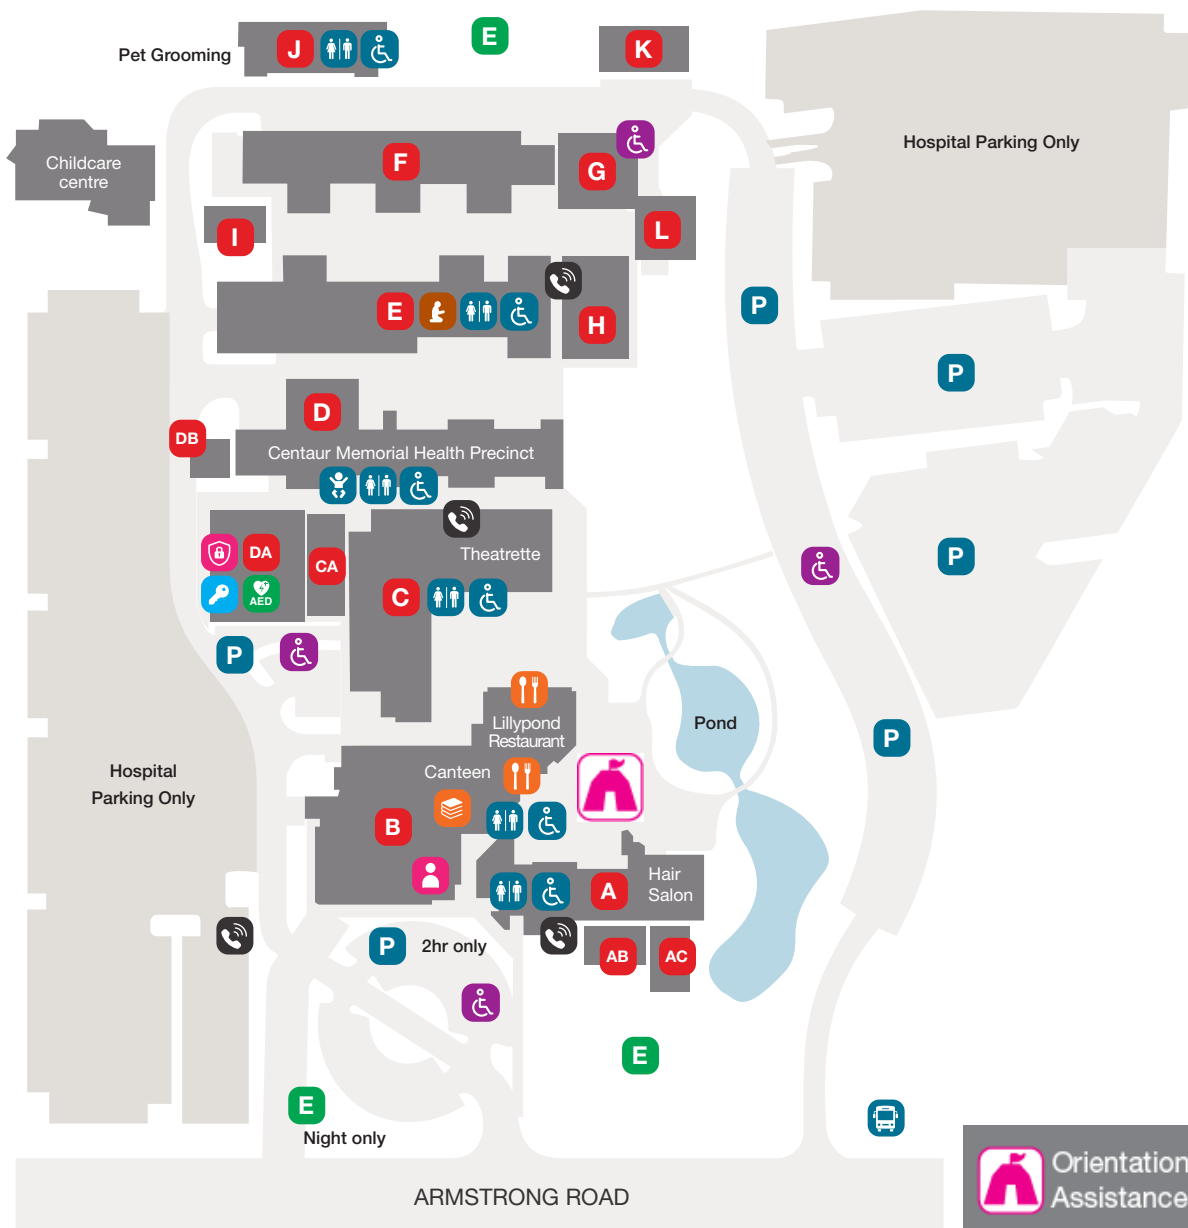 J
E
K
Pet Grooming
Hospital Parking Only
F
G
Childcare
centre
I
L
E
H
P
P
D
DB
Centaur Memorial Health Precinct
DA
CA
Theatrette
P
AED
C
P
Lillypond
Restaurant
Pond
P
Canteen
Hospital
Parking Only
B
A
Hair
Salon
P
2hr only
AB
AC
E
E
Night only
ARMSTRONG ROAD
Orientation
Assistance